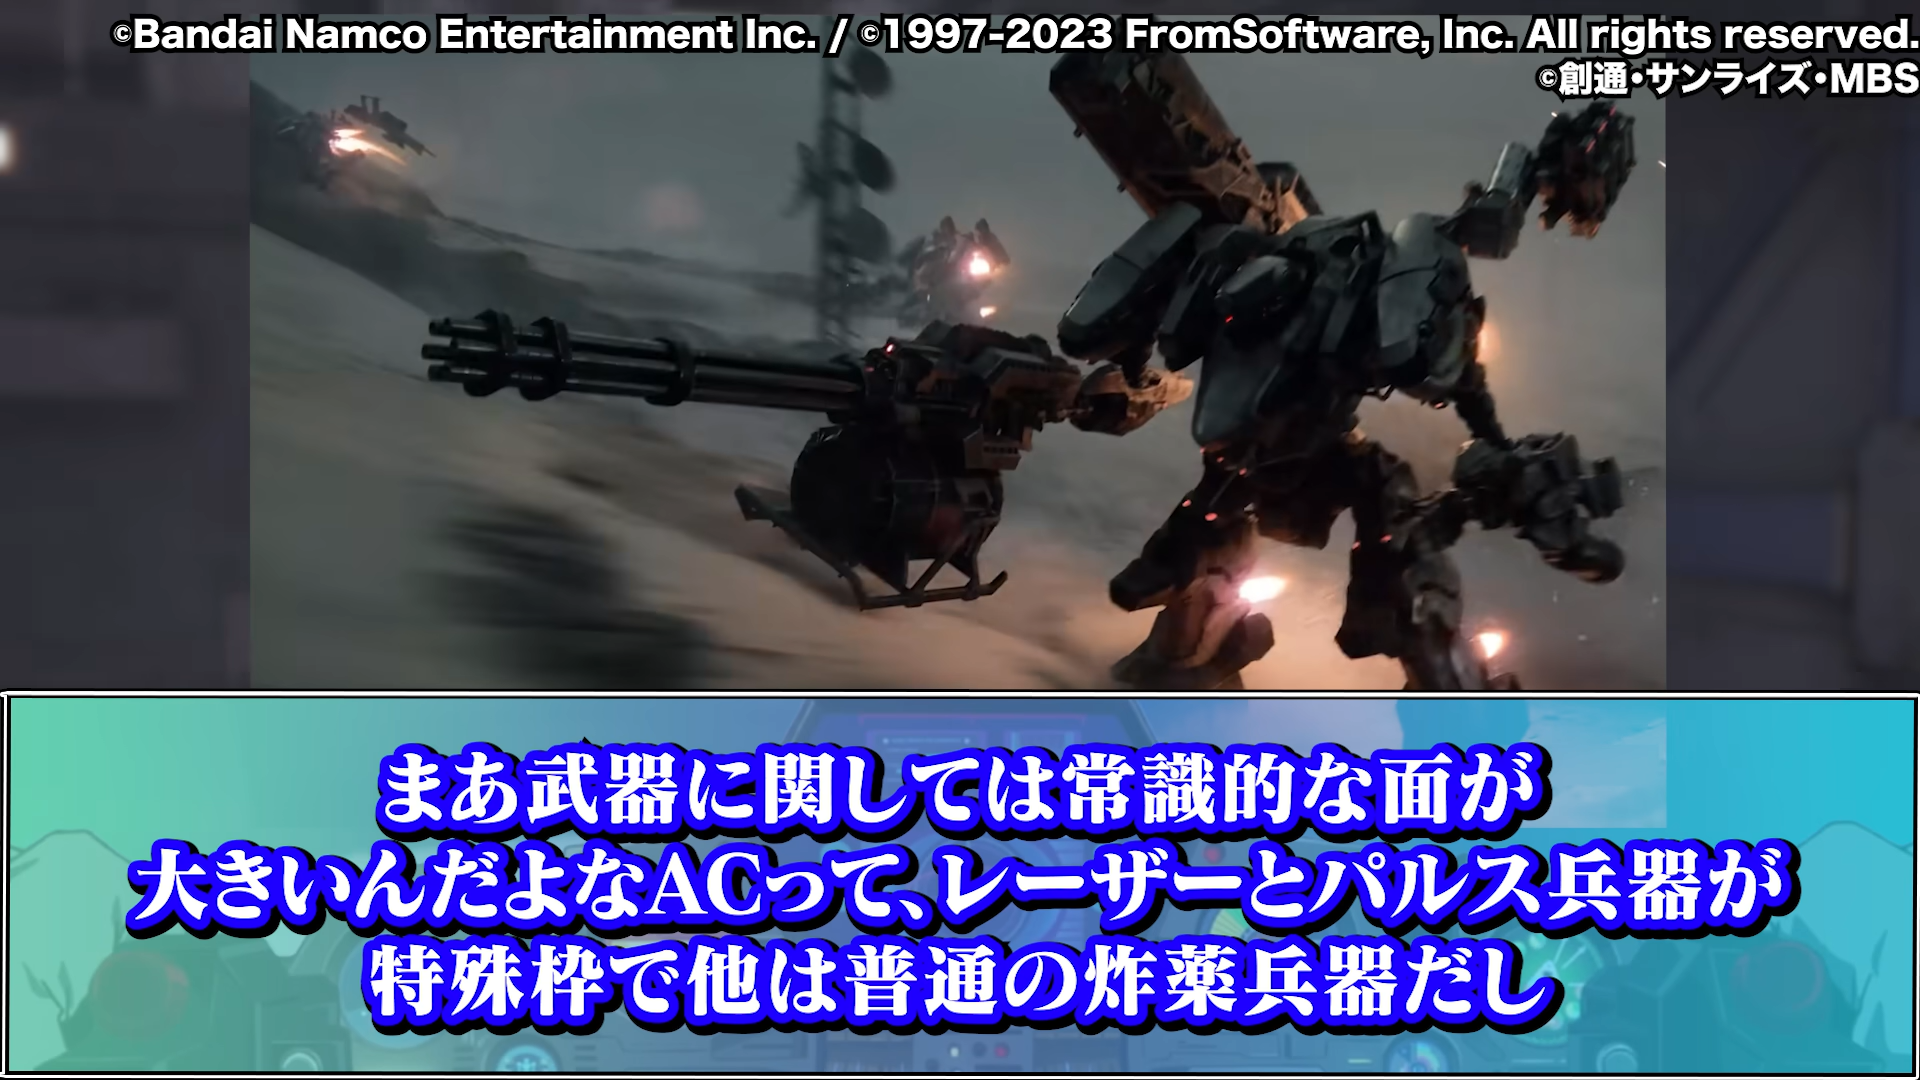 ©Bandai Namco Entertainment Inc. / ©1997-2023 FromSoftware, Inc. All rights reserved.
©創通・サンライズ・MBS
まあ武器に関しては常識的な面が
大きいんだよなACって、レーザーとパルス兵器が
特殊枠で他は普通の炸薬兵器だし